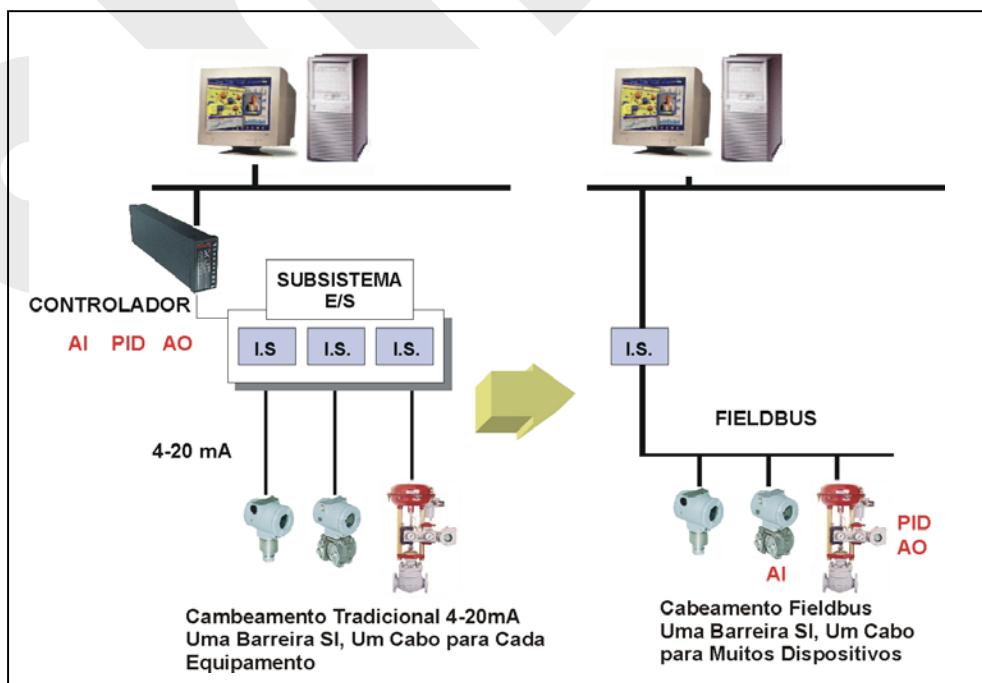 CONTROLADOR
AI PID AO
SUBSISTEMA
E/S
I.S
I.S.
I.S.
4-20 mA
Cambeamento Tradicional 4-20mA
Uma Barreira SI, Um Cabo para Cada
Equipamento
I.S.
FIELDBUS
PID
AO
AI
Cabeamento Fieldbus
Uma Barreira SI, Um Cabo
para Muitos Dispositivos